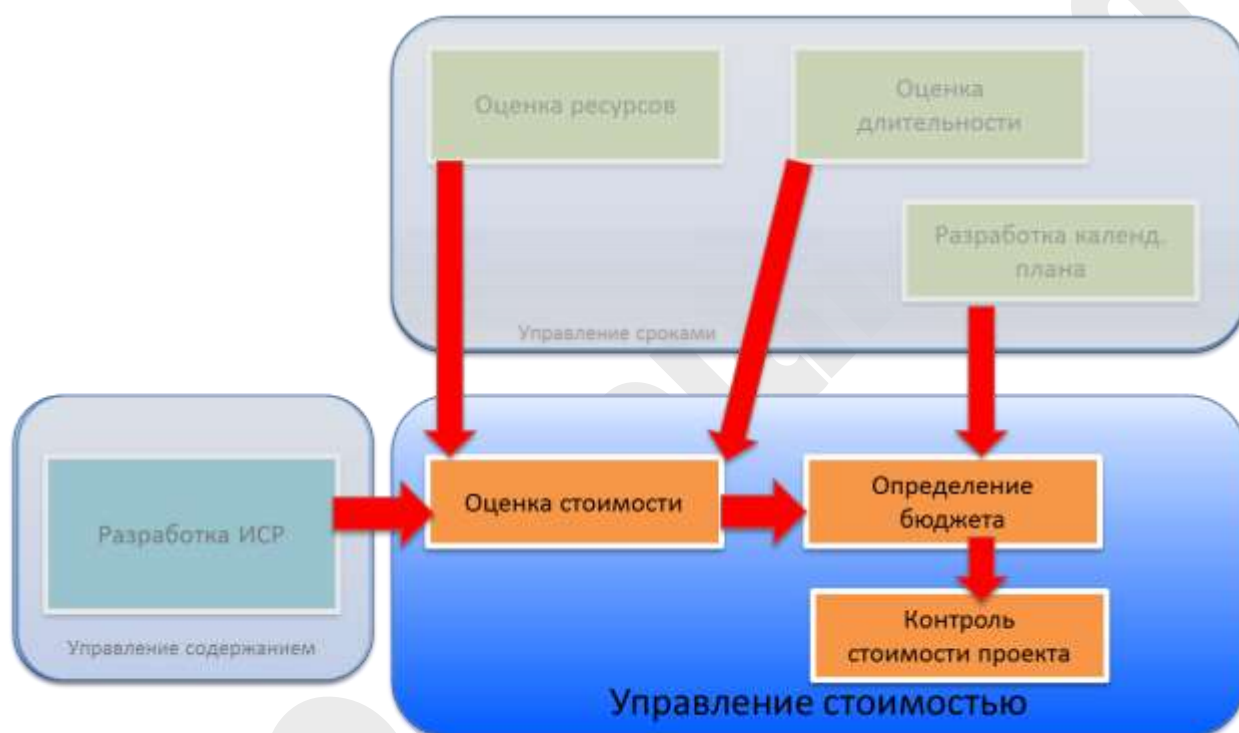 Оценка ресурсов
Оценка
длительности
Разработка календ.
плана
Управление сроками
Разработка ИСР
Управление содержанием
Оценка стоимости
Определение
бюджета
Контроль
стоимости проекта
Управление стоимостью